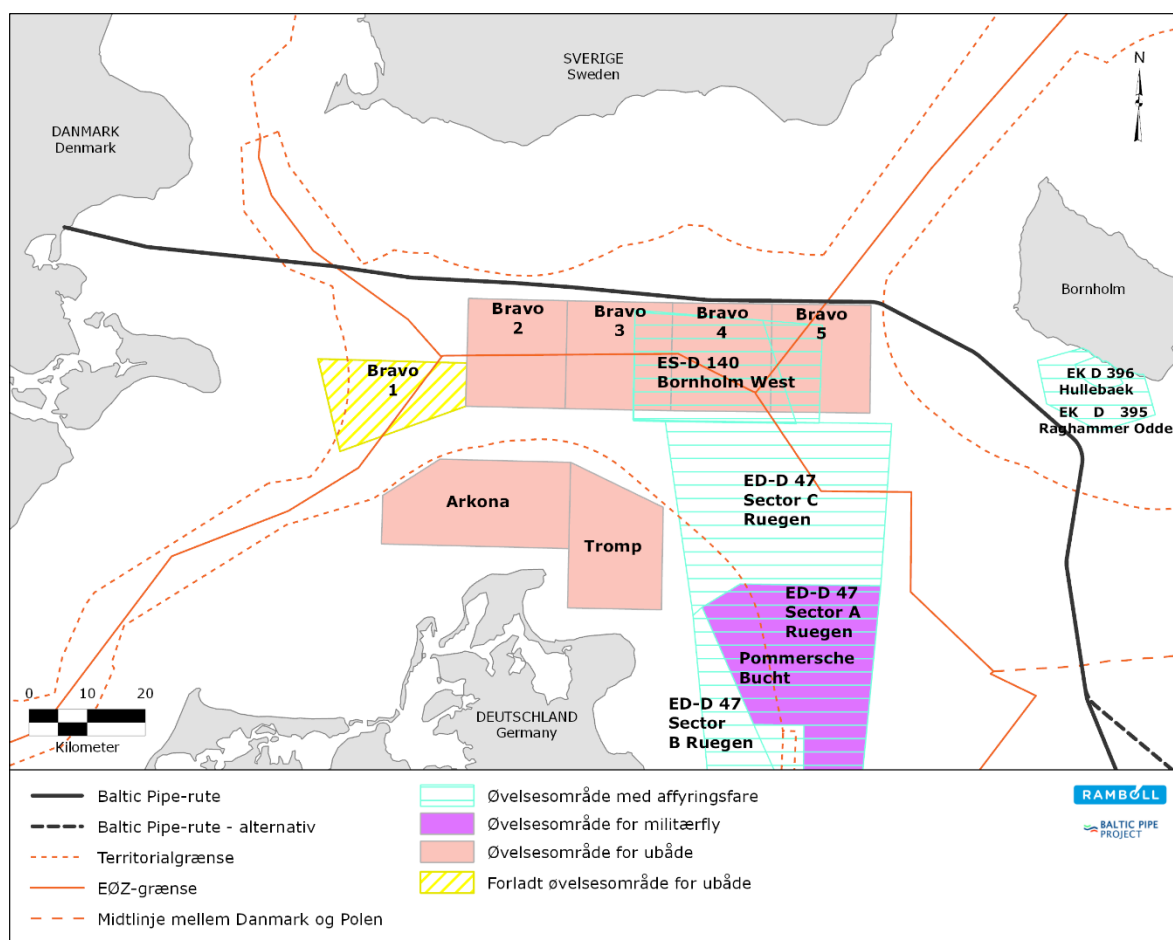 SVERIGE
Sweden
N
DANMARK
Denmark
Bornholm
Bravo
2
Bravo
3
Bravo
4
Bravo
5
Bravo
1
ES-D 140
Bornholm West
EK D 396
Hullebaek
EK D 395
Raghammer Odde
ED-D 47
Sector C
Ruegen
Arkona
Tromp
ED-D 47
Sector A
Ruegen
Pommersche
Bucht
ED-D 47
Sector
B Ruegen
0 10 20
Kilometer
DEUTSCHLAND
Germany
Baltic Pipe-rute
Baltic Pipe-rute - alternativ
Territorialgrænse
EØZ-grænse
Midtlinje mellem Danmark og Polen
Øvelsesområde med affyringsfare
Øvelsesområde for militærfly
Øvelsesområde for ubåde
Forladt øvelsesområde for ubåde
RAMBOLL
BALTIC PIPE
PROJECT